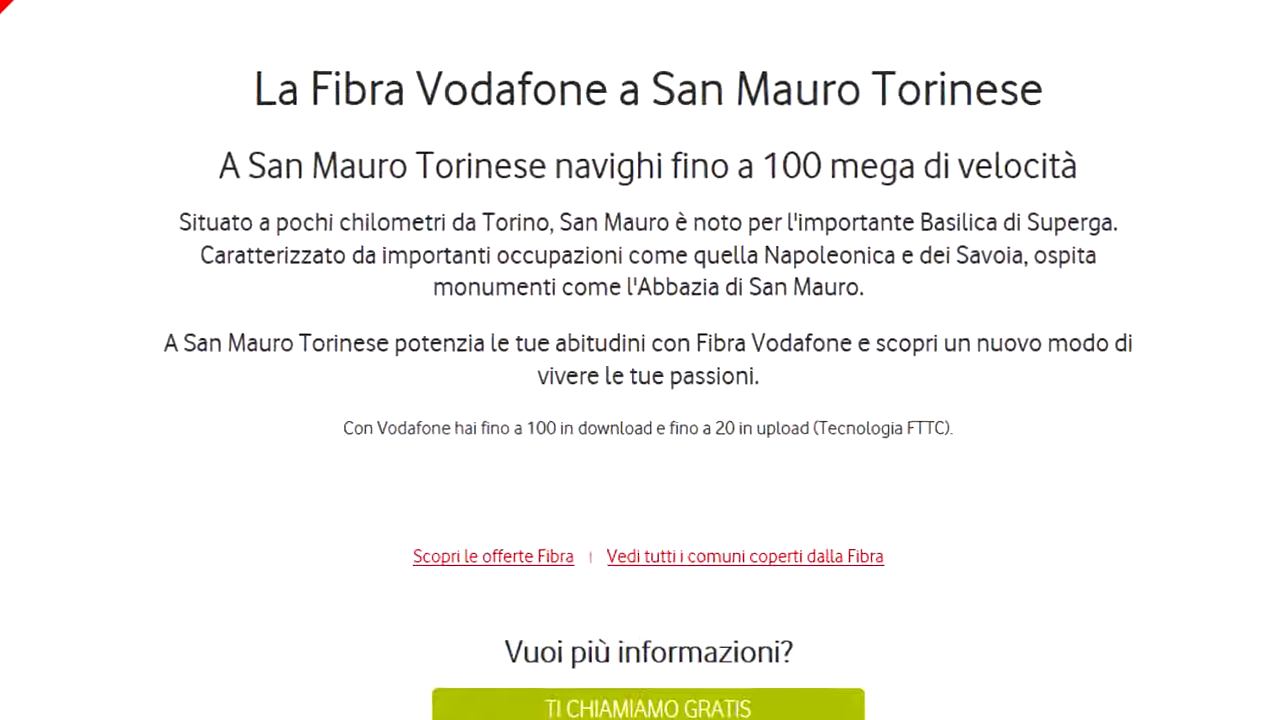 La Fibra Vodafone a San Mauro Torinese
A San Mauro Torinese navighi fino a 100 mega di velocità
Situato a pochi chilometri da Torino, San Mauro è noto per l'importante Basilica di Superga.
Caratterizzato da importanti occupazioni come quella Napoleonica e dei Savoia, ospita
monumenti come l'Abbazia di San Mauro.
A San Mauro Torinese potenzia le tue abitudini con Fibra Vodafone e scopri un nuovo modo di
vivere le tue passioni.
Con Vodafone hai fino a 100 in download e fino a 20 in upload (Tecnologia FTTC).
Scopri le offerte Fibra | Vedi tutti i comuni coperti dalla Fibra
Vuoi più informazioni?
TI CHIAMIAMO GRATIS